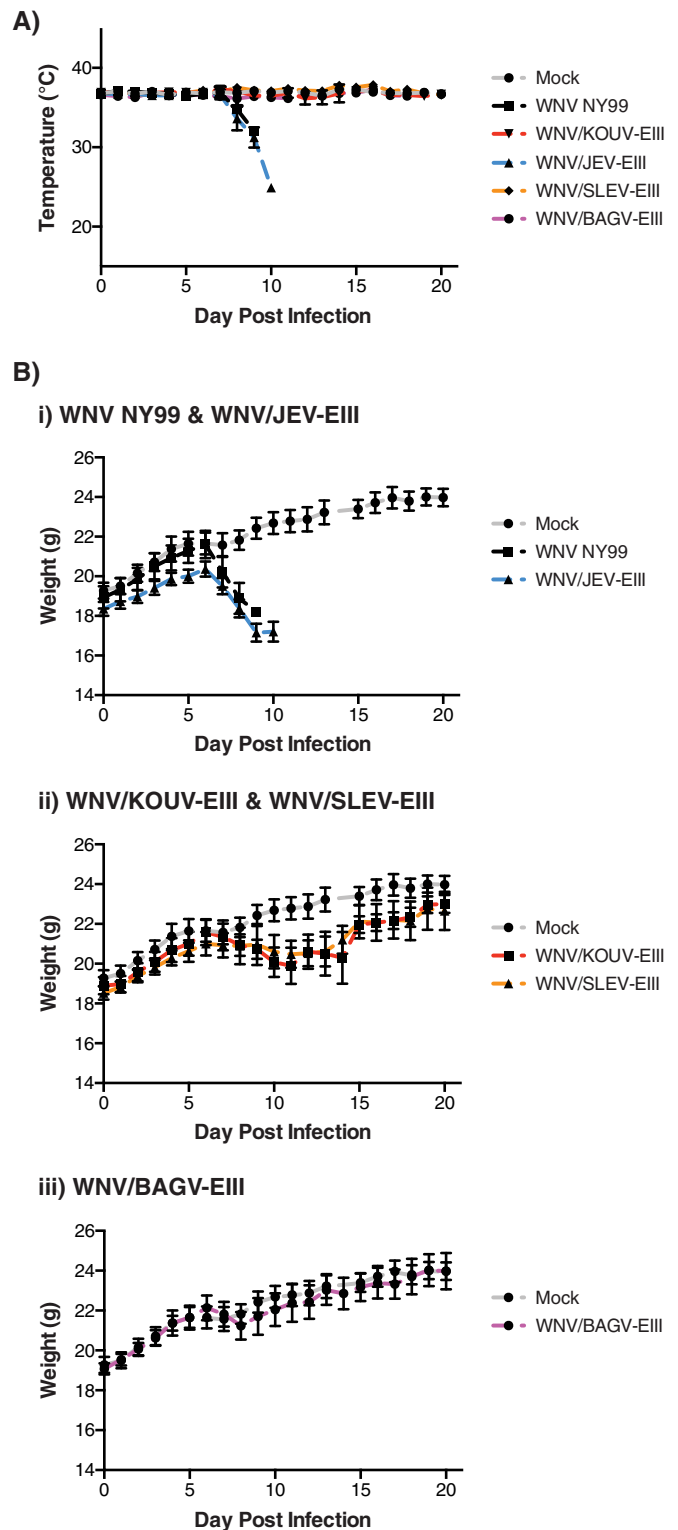 A)
40
30
20
Temperature (°C)
0 5 10 15 20
Day Post Infection
Mock
WNV NY99
WNV/KOUV-EIII
WNV/JEV-EIII
WNV/SLEV-EIII
WNV/BAGV-EIII
B)
i) WNV NY99 & WNV/JEV-EIII
26
24
22
20
18
16
14
Weight (g)
0 5 10 15 20
Day Post Infection
Mock
WNV NY99
WNV/JEV-EIII
ii) WNV/KOUV-EIII & WNV/SLEV-EIII
26
24
22
20
18
16
14
Weight (g)
0 5 10 15 20
Day Post Infection
Mock
WNV/KOUV-EIII
WNV/SLEV-EIII
iii) WNV/BAGV-EIII
26
24
22
20
18
16
14
Weight (g)
0 5 10 15 20
Day Post Infection
Mock
WNV/BAGV-EIII